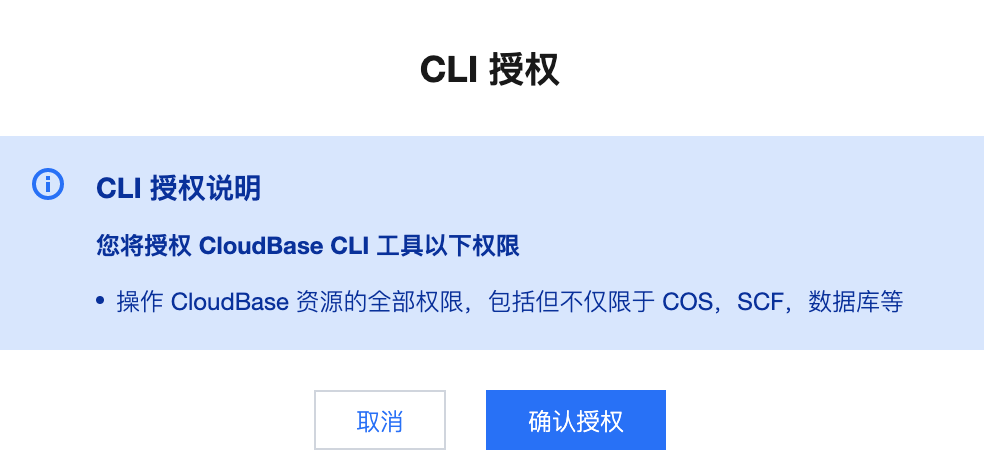 CLI 授权
CLI 授权说明
您将授权 CloudBase CLI 工具以下权限
• 操作 CloudBase 资源的全部权限，包括但不仅限于 COS，SCF，数据库等
取消
确认授权